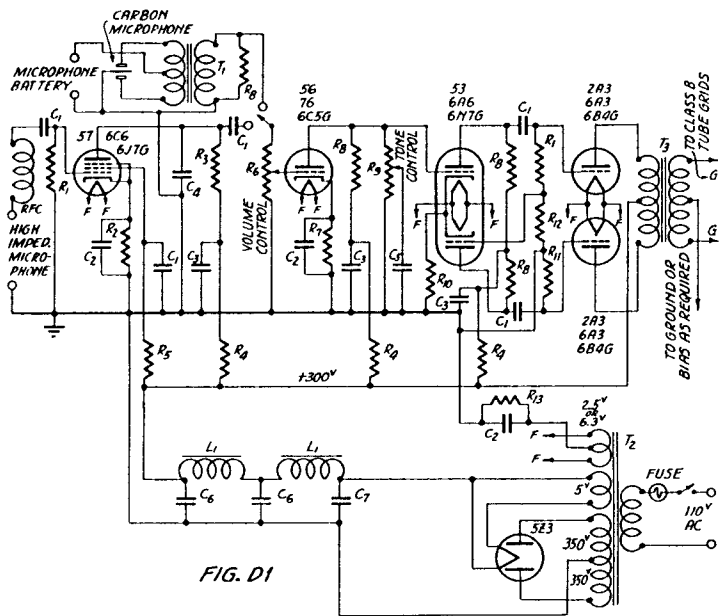 CARBON
MICROPHONE
MICROPHONE
BATTERY
T1
R8
C1
57 6C6
6J7G
R1
RFC
HIGH
IMPED.
MICRO-
PHONE
F F
C2
R2
C1
C4
C3
R3
C1
R6
VOLUME
CONTROL
56
76
6C5G
F F
C2
R7
R8
C3
R9
TONE
CONTROL
C5
53
6A6
6N7G
F F
R10
C3
C1
R8
R8
C1
R1
R12
R11
2A3
6A3
6B4G
F F
2A3
6A3
6B4G
T3
TO CLASS B
TUBE GRIDS
G
G
TO GROUND OR
BIAS AS REQUIRED
R5
R4
+300V
R4
R4
R13
C2
2.5V
OR
6.3V
F
F
T2
L1
L1
C6
C6
C7
5V
5Z3
350V
350V
FUSE
110V
AC
FIG. D1